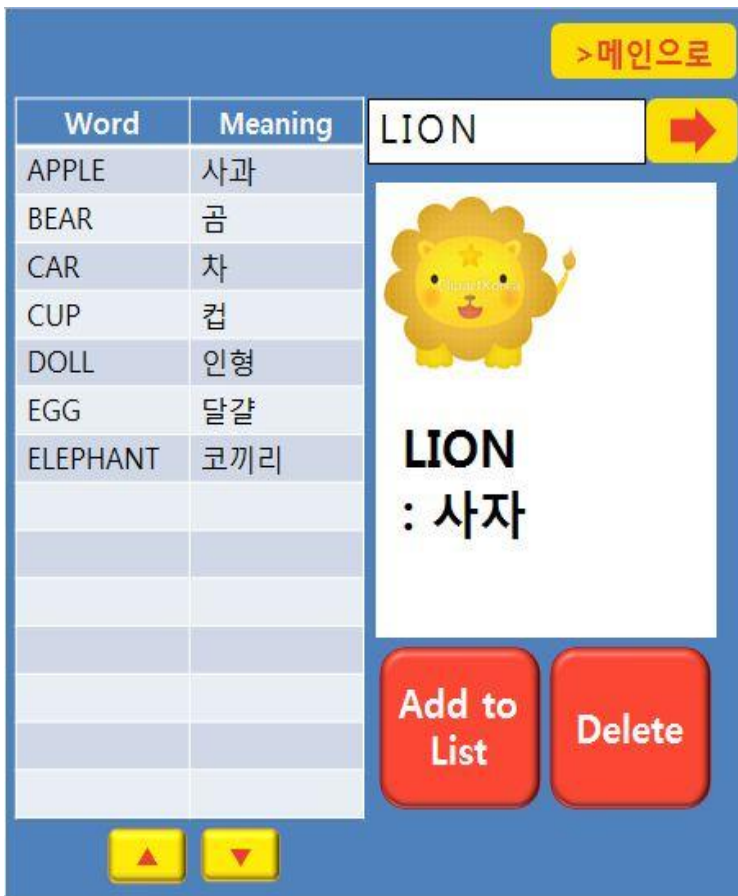 >메인으로
Word Meaning
APPLE 사과
BEAR 곰
CAR 차
CUP 컵
DOLL 인형
EGG 달걀
ELEPHANT 코끼리
LION
ClipartKorea
LION
: 사자
Add to
List
Delete